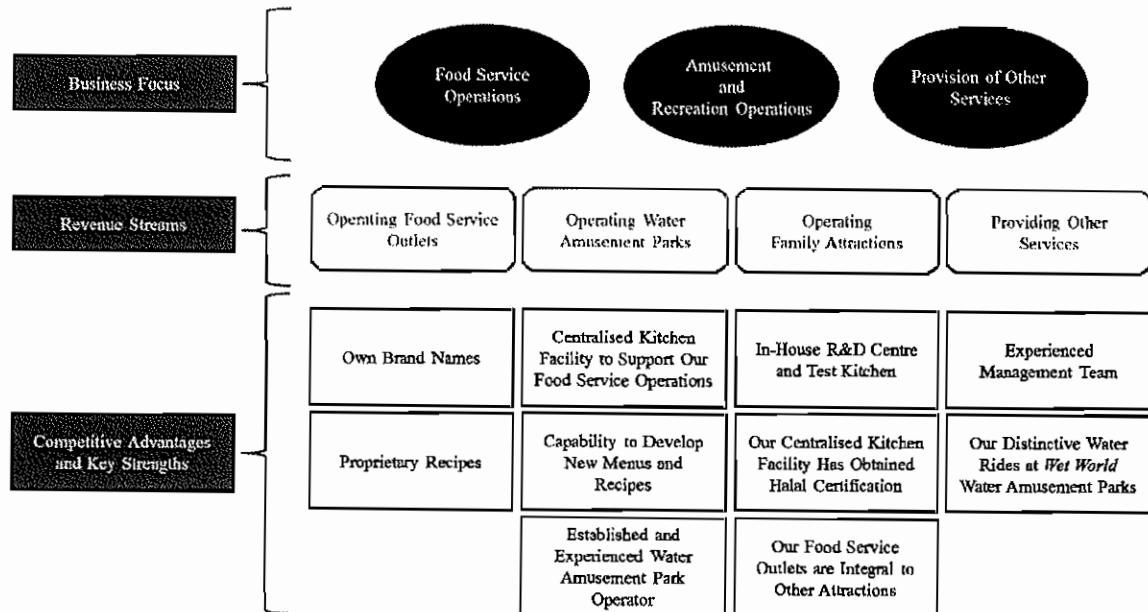 Business Focus
Food Service
Operations
Amusement
and
Recreation Operations
Provision of Other
Services
Revenue Streams
Operating Food Service
Outlets
Operating Water
Amusement Parks
Operating
Family Attractions
Providing Other
Services
Competitive Advantages
and Key Strengths
Own Brand Names
Centralised Kitchen
Facility to Support Our
Food Service Operations
In-House R&D Centre
and Test Kitchen
Experienced
Management Team
Proprietary Recipes
Capability to Develop
New Menus and
Recipes
Our Centralised Kitchen
Facility Has Obtained
Halal Certification
Our Distinctive Water
Rides at Wet World
Water Amusement Parks
Established and
Experienced Water
Amusement Park
Operator
Our Food Service
Outlets are Integral to
Other Attractions